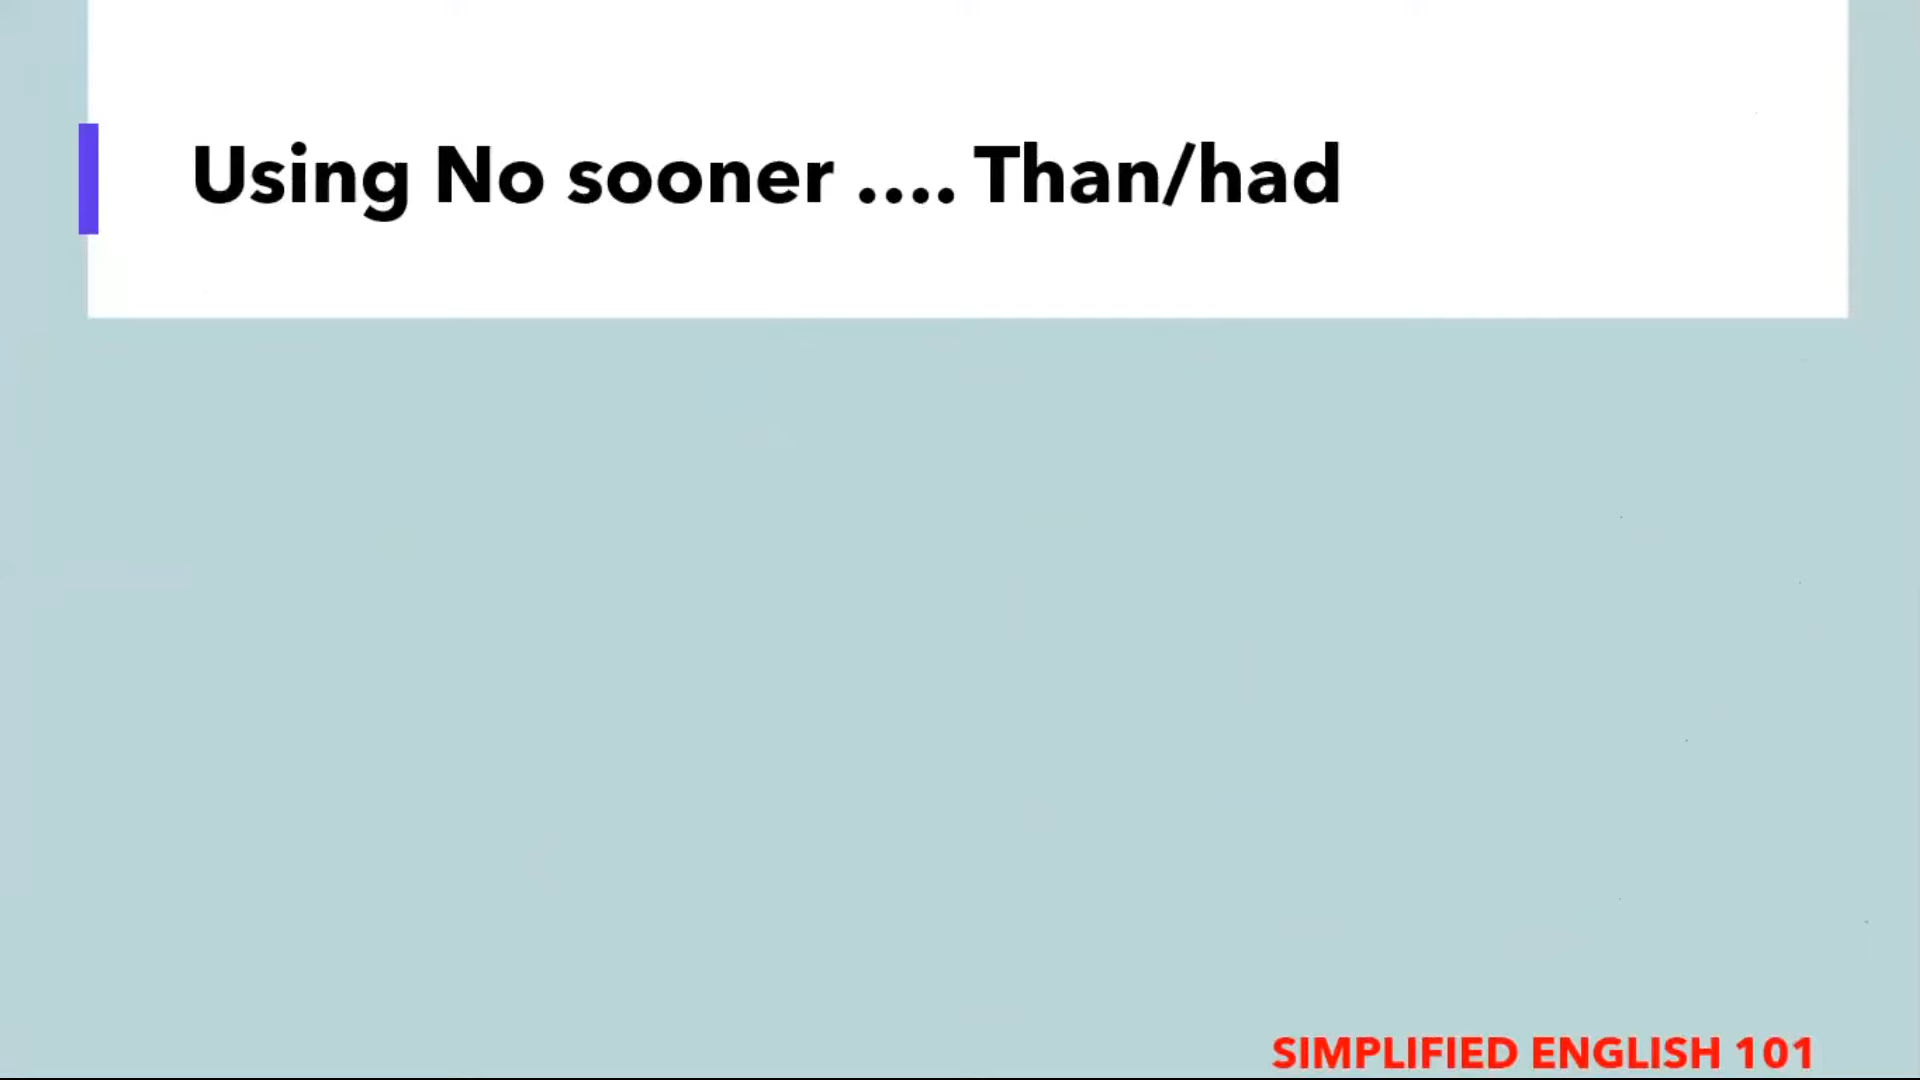 Using No sooner .... Than/had
SIMPLIFIED ENGLISH 101